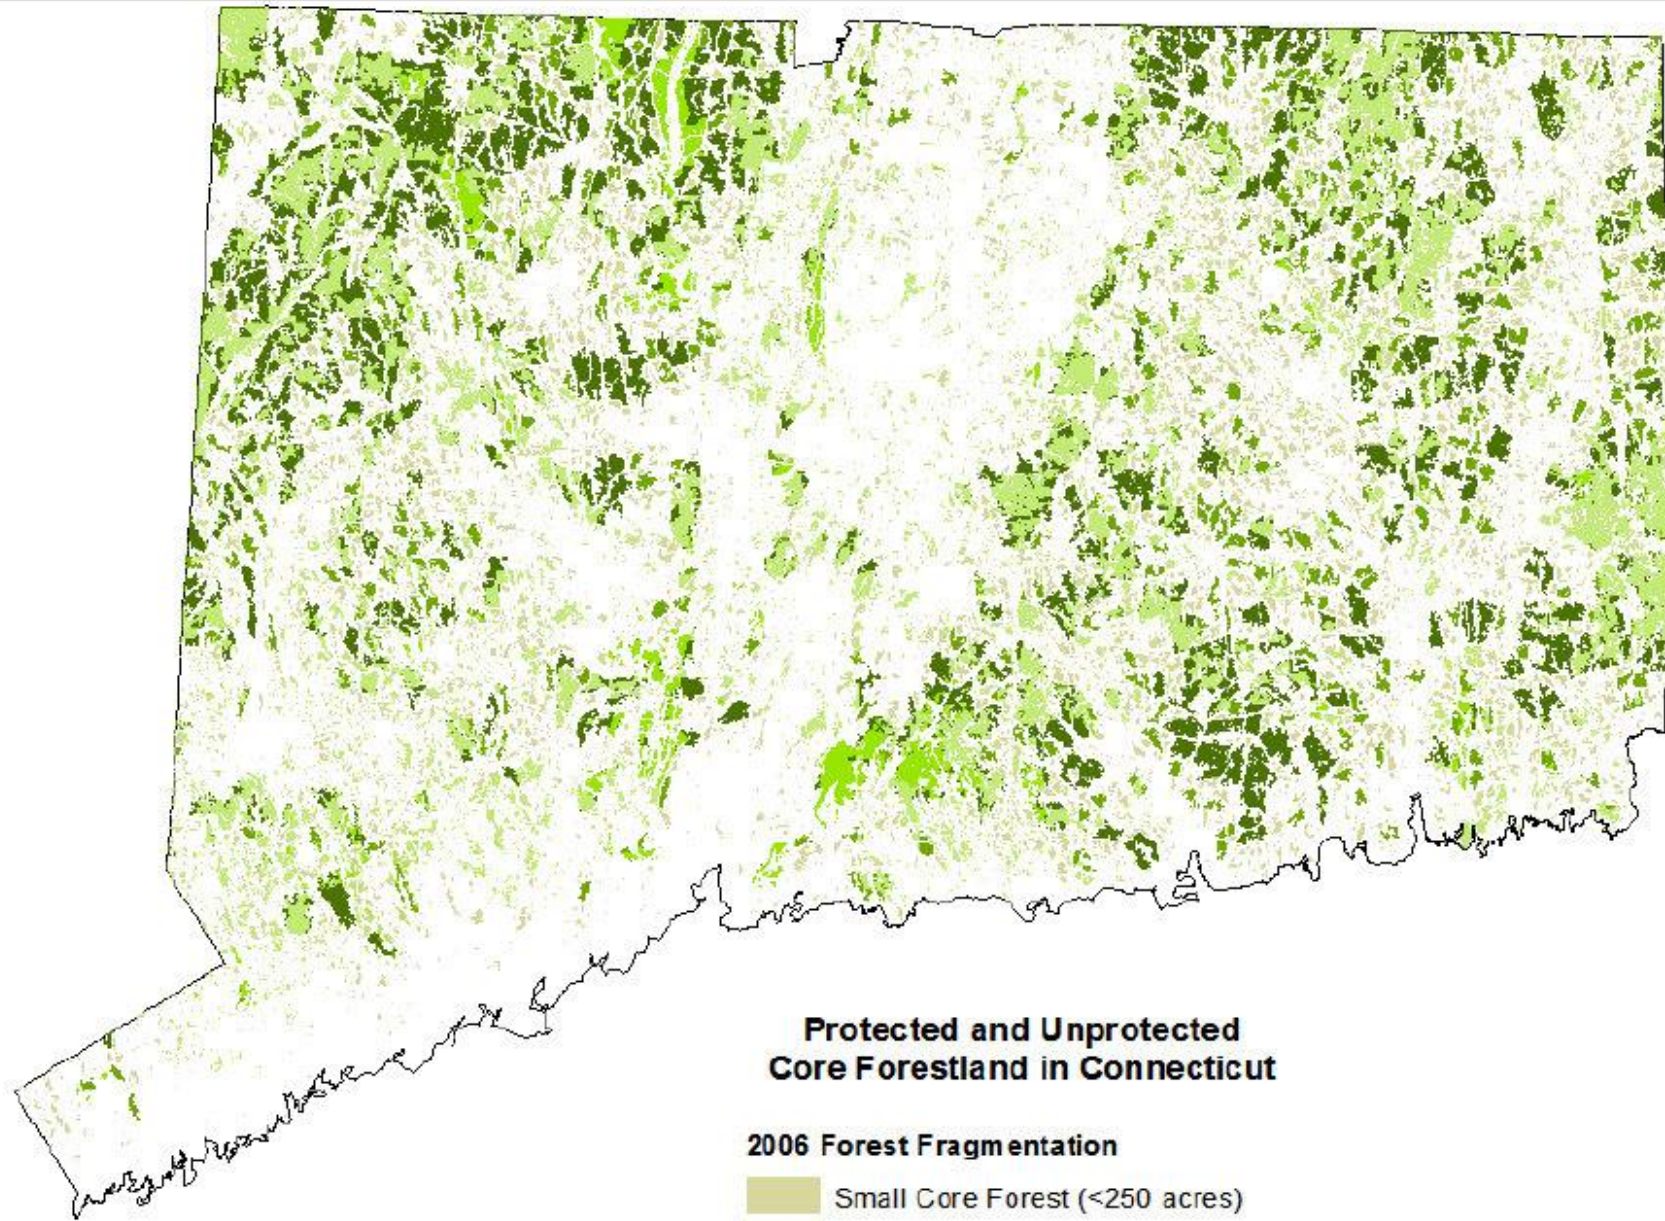 Protected and Unprotected
Core Forestland in Connecticut
2006 Forest Fragmentation
Small Core Forest (<250 acres)